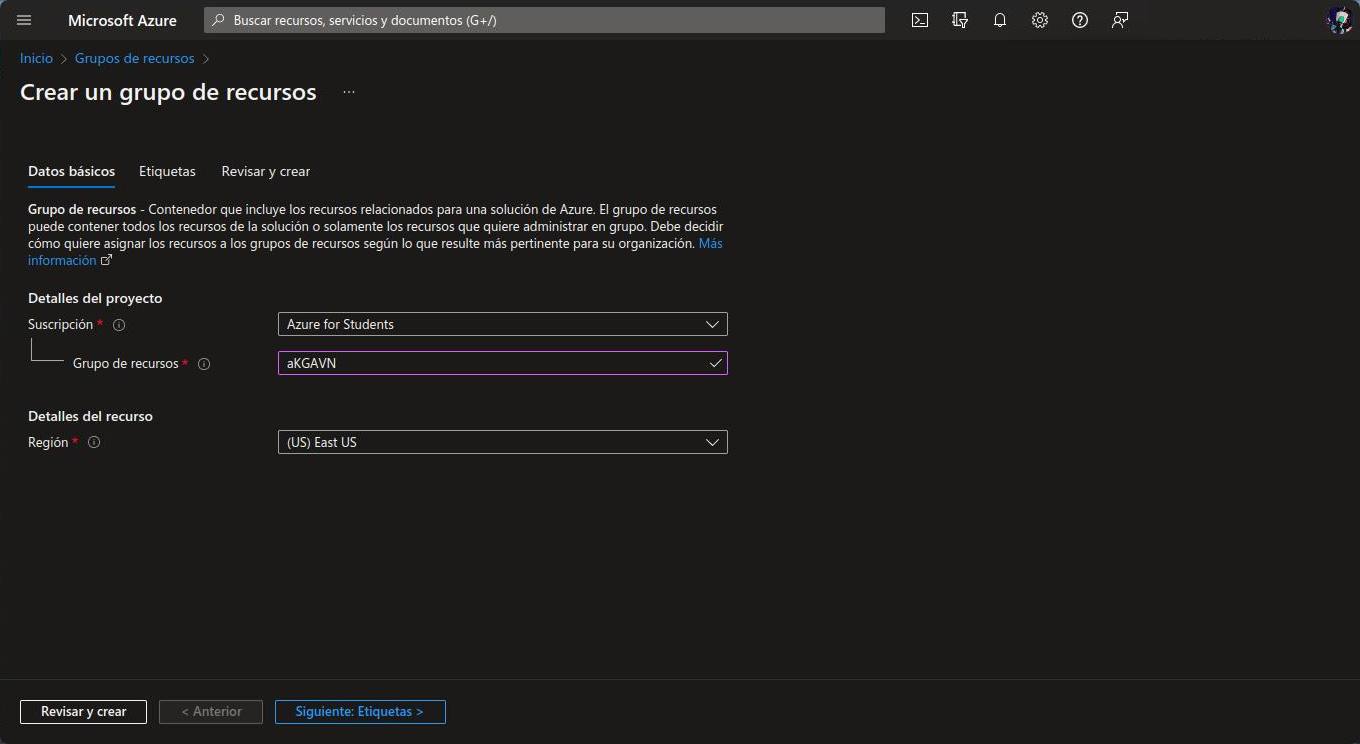 Microsoft Azure
Buscar recursos, servicios y documentos (G+/)
Inicio > Grupos de recursos >
Crear un grupo de recursos ...
Datos básicos Etiquetas Revisar y crear
Grupo de recursos - Contenedor que incluye los recursos relacionados para una solución de Azure. El grupo de recursos
puede contener todos los recursos de la solución o solamente los recursos que quiere administrar en grupo. Debe decidir
cómo quiere asignar los recursos a los grupos de recursos según lo que resulte más pertinente para su organización. Más
información
Detalles del proyecto
Suscripción * Azure for Students
Grupo de recursos * aKGAVN
Detalles del recurso
Región * (US) East US
Revisar y crear < Anterior Siguiente: Etiquetas >